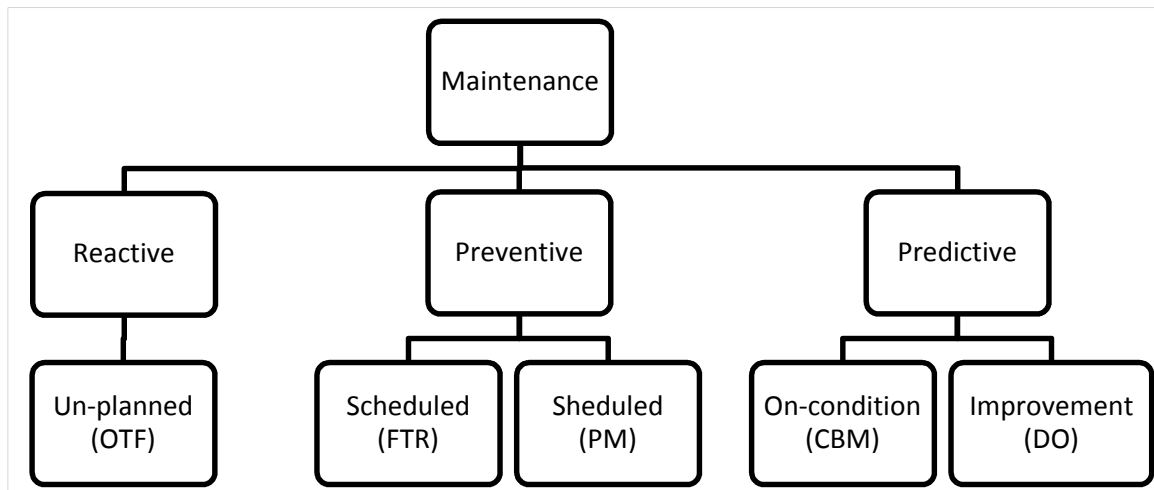 Maintenance
Reactive
Preventive
Predictive
Un-planned
(OTF)
Scheduled
(FTR)
Sheduled
(PM)
On-condition
(CBM)
Improvement
(DO)